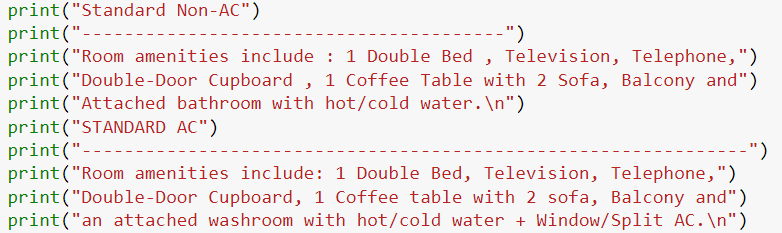 print("Standard Non-AC")
print("----------------------------------------")
print("Room amenities include : 1 Double Bed , Television, Telephone,")
print("Double-Door Cupboard , 1 Coffee Table with 2 Sofa, Balcony and")
print("Attached bathroom with hot/cold water.\n")
print("STANDARD AC")
print("---------------------------------------------------------------")
print("Room amenities include: 1 Double Bed, Television, Telephone,")
print("Double-Door Cupboard, 1 Coffee table with 2 sofa, Balcony and")
print("an attached washroom with hot/cold water + Window/Split AC.\n")